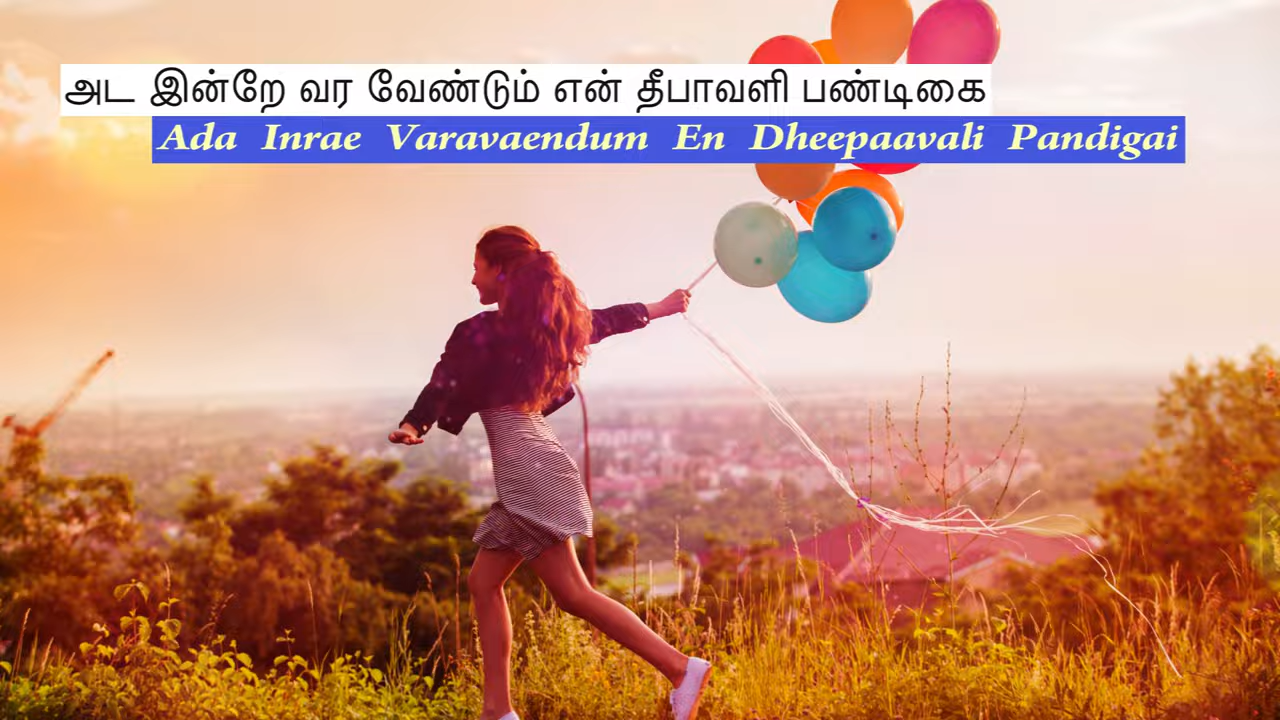 அட இன்றே வர வேண்டும் என் தீபாவளி பண்டிகை
Ada Inrae Varavaendum En Dheepaavali Pandigai